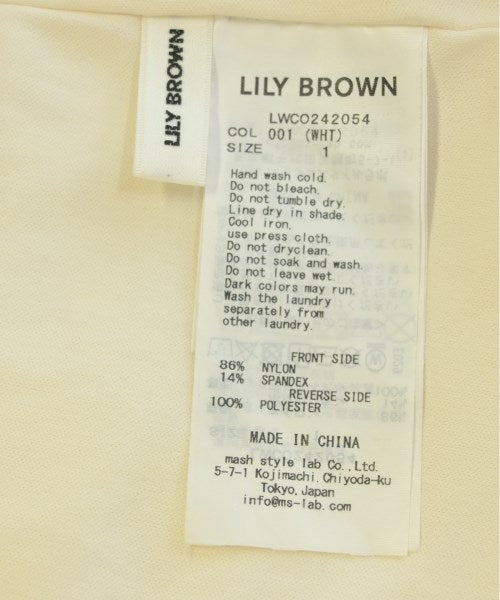 LILY BROWN
LILY BROWN
LWCO242054
COL 001 (WHT)
SIZE 1
Hand wash cold.
Do not bleach.
Do not tumble dry.
Line dry in shade.
Cool iron.
use press cloth.
Do not dryclean.
Do not soak and wash.
Do not leave wet.
Dark colors may run.
Wash the laundry
separately from
other laundry.
FRONT SIDE
86% NYLON
14% SPANDEX
REVERSE SIDE
100% POLYESTER
MADE IN CHINA
mash style lab Co.,Ltd.
5-7-1 Kojimachi,Chiyoda-ku
Tokyo,Japan
info@ms-lab.com